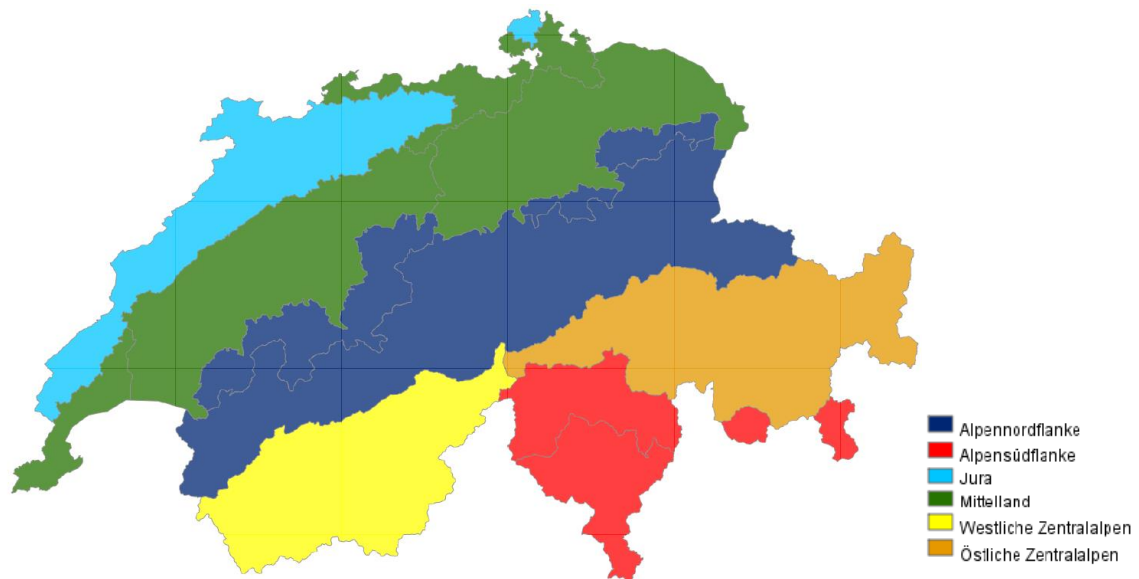 Alpennordflanke
Alpensüdflanke
Jura
Mittelland
Westliche Zentralalpen
Östliche Zentralalpen